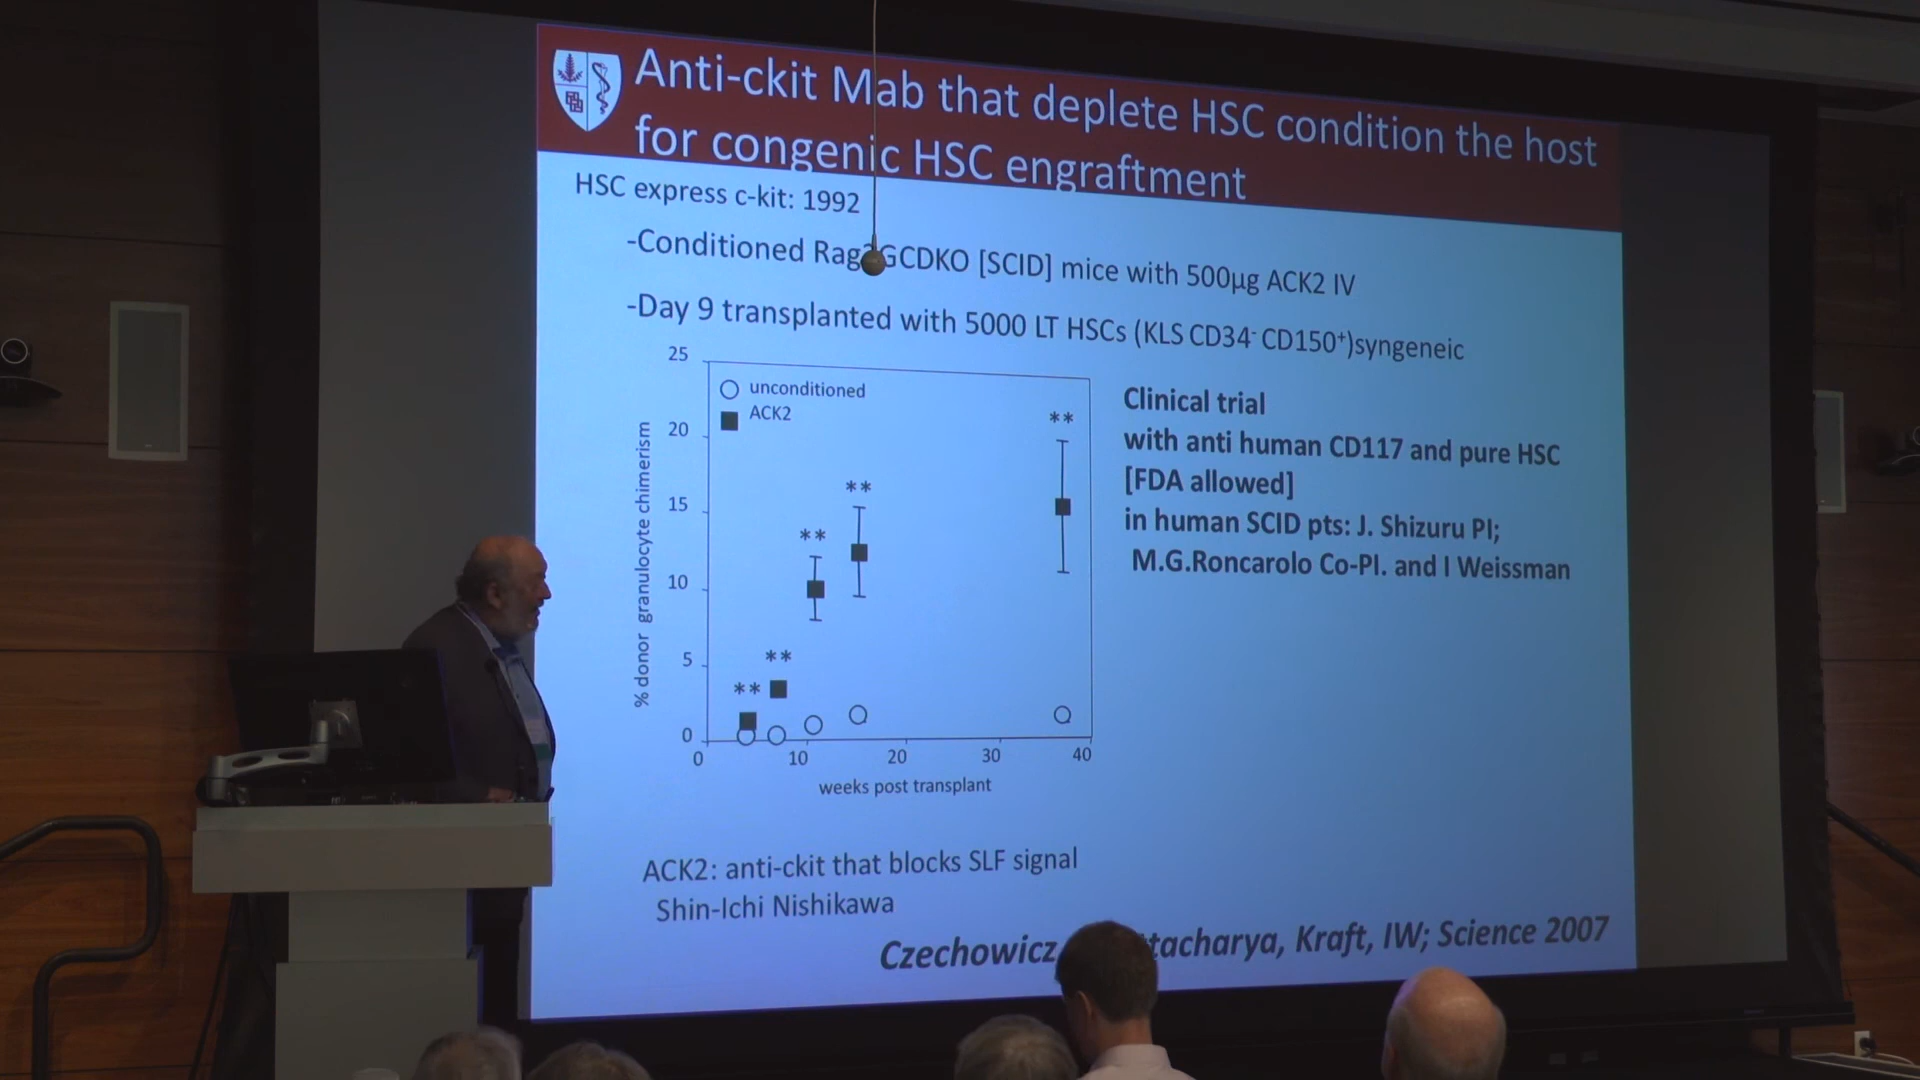 Anti-ckit Mab that deplete HSC condition the host
for congenic HSC engraftment
HSC express c-kit: 1992
-Conditioned Rag GCDKO [SCID] mice with 500µg ACK2 IV
-Day 9 transplanted with 5000 LT HSCs (KLS CD34- CD150+)syngeneic
25
20
15
10
5
0
% donor granulocyte chimerism
unconditioned
ACK2
**
**
**
**
**
0 10 20 30 40
weeks post transplant
Clinical trial
with anti human CD117 and pure HSC
[FDA allowed]
in human SCID pts: J. Shizuru PI;
M.G.Roncarolo Co-PI. and I Weissman
ACK2: anti-ckit that blocks SLF signal
Shin-Ichi Nishikawa
Czechowicz, tacharya, Kraft, IW; Science 2007